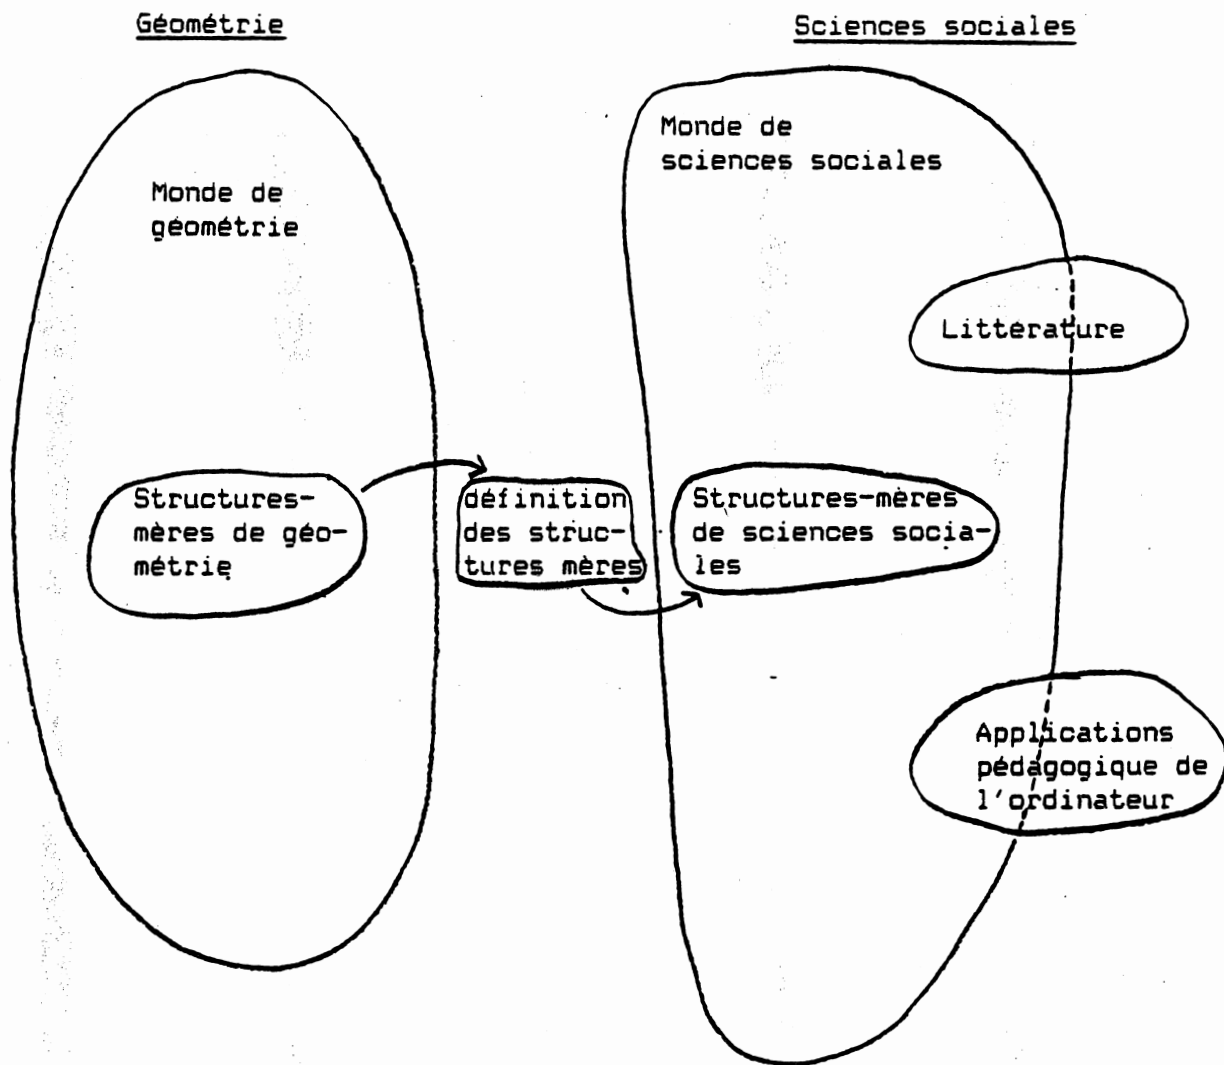 Géométrie
Sciences sociales
Monde de
géométrie
Monde de
sciences sociales
Littérature
Structures-
mères de géo-
métrie
définition
des struc-
tures mères
Structures-mères
de sciences socia-
les
Applications
pédagogique de
l'ordinateur